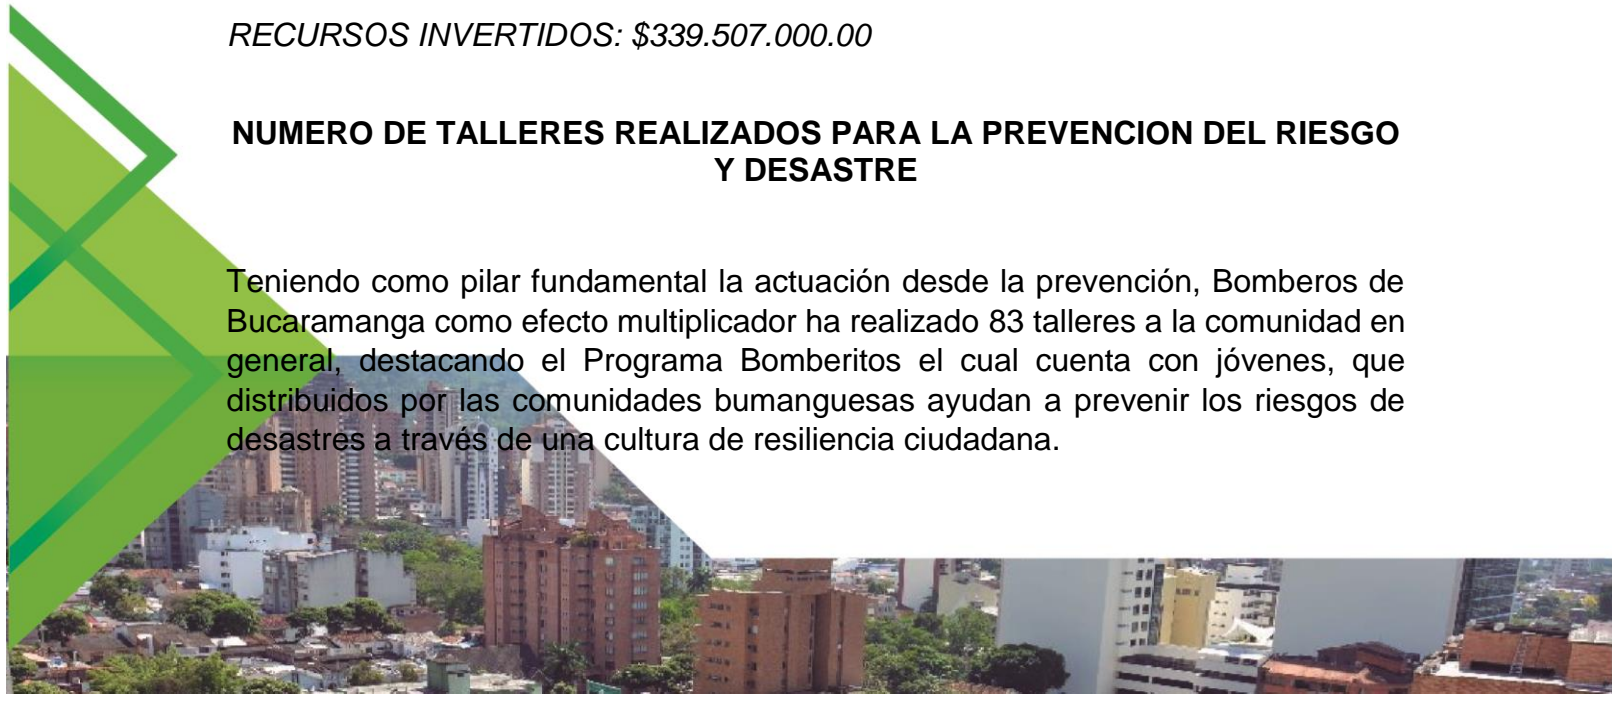 RECURSOS INVERTIDOS: $339.507.000.00
NUMERO DE TALLERES REALIZADOS PARA LA PREVENCION DEL RIESGO
Y DESASTRE
Teniendo como pilar fundamental la actuación desde la prevención, Bomberos de
Bucaramanga como efecto multiplicador ha realizado 83 talleres a la comunidad en
general, destacando el Programa Bomberitos el cual cuenta con jóvenes, que
distribuidos por las comunidades bumanguesas ayudan a prevenir los riesgos de
desastres a través de una cultura de resiliencia ciudadana.